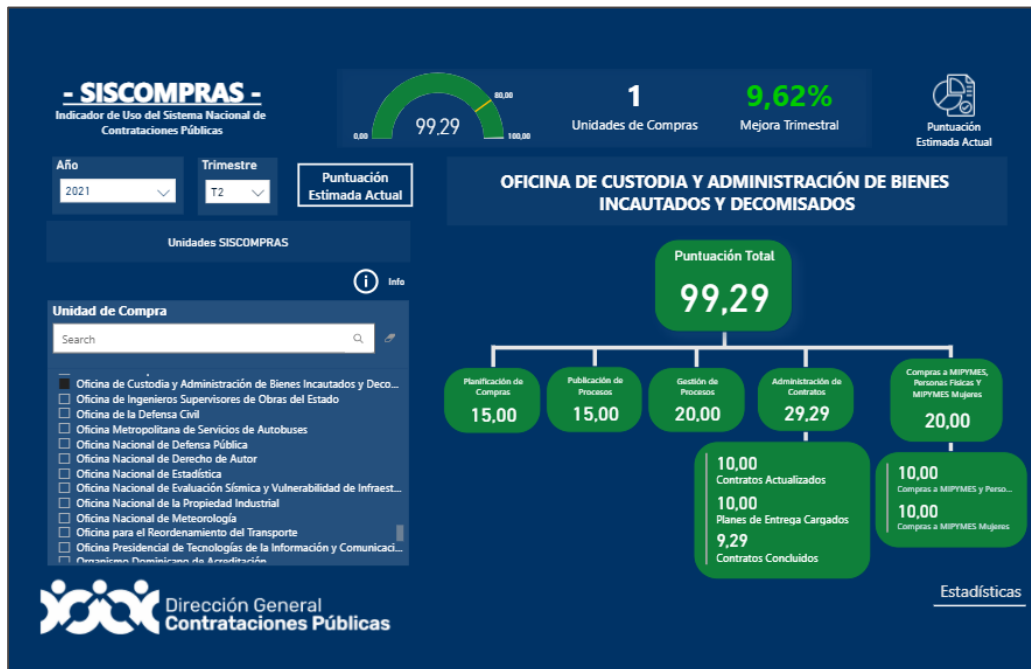 - SISCOMPRAS -
Indicador de Uso del Sistema Nacional de
Contrataciones Públicas
80,00
99,29
0,00
100,00
1
Unidades de Compras
9,62%
Mejora Trimestral
Puntuación
Estimada Actual
Año
2021
Trimestre
T2
Puntuación
Estimada Actual
Unidades SISCOMPRAS
Info
Unidad de Compra
Search
Oficina de Custodia y Administración de Bienes Incautados y Deco...
Oficina de Ingenieros Supervisores de Obras del Estado
Oficina de la Defensa Civil
Oficina Metropolitana de Servicios de Autobuses
Oficina Nacional de Defensa Pública
Oficina Nacional de Derecho de Autor
Oficina Nacional de Estadística
Oficina Nacional de Evaluación Sísmica y Vulnerabilidad de Infraest...
Oficina Nacional de la Propiedad Industrial
Oficina Nacional de Meteorología
Oficina para el Reordenamiento del Transporte
Oficina Presidencial de Tecnologías de la Información y Comunicaci...
Organismo Dominicano de Acreditación
OFICINA DE CUSTODIA Y ADMINISTRACIÓN DE BIENES
INCAUTADOS Y DECOMISADOS
Puntuación Total
99,29
Planificación de
Compras
15,00
Publicación de
Procesos
15,00
Gestión de
Procesos
20,00
Administración de
Contratos
29,29
Compras a MIPYMES,
Personas Físicas Y
MIPYMES Mujeres
20,00
10,00
Contratos Actualizados
10,00
Planes de Entrega Cargados
9,29
Contratos Concluidos
10,00
Compras a MIPYMES y Perso...
10,00
Compras a MIPYMES Mujeres
Dirección General
Contrataciones Públicas
Estadísticas